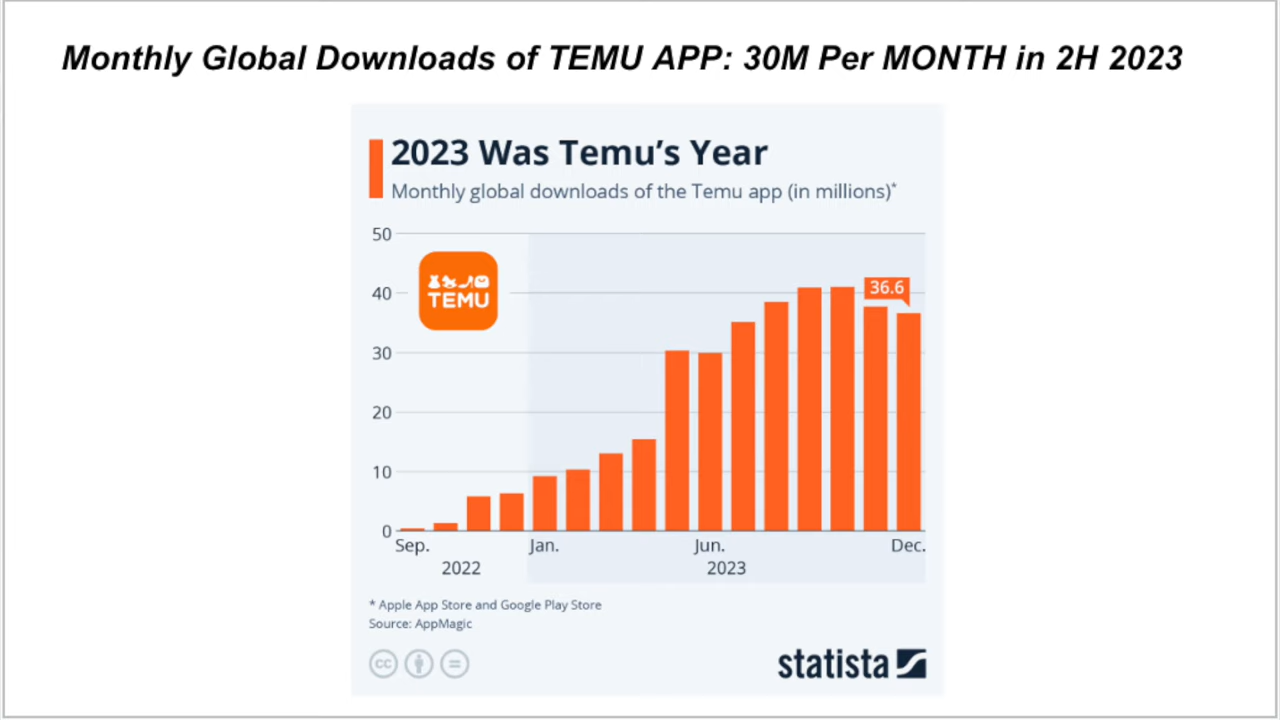 Monthly Global Downloads of TEMU APP: 30M Per MONTH in 2H 2023
2023 Was Temu's Year
Monthly global downloads of the Temu app (in millions)*
50
TEMU
40
36.6
30
20
10
0
Sep. Jan. Jun. Dec.
2022 2023
* Apple App Store and Google Play Store
Source: AppMagic
cc
statista